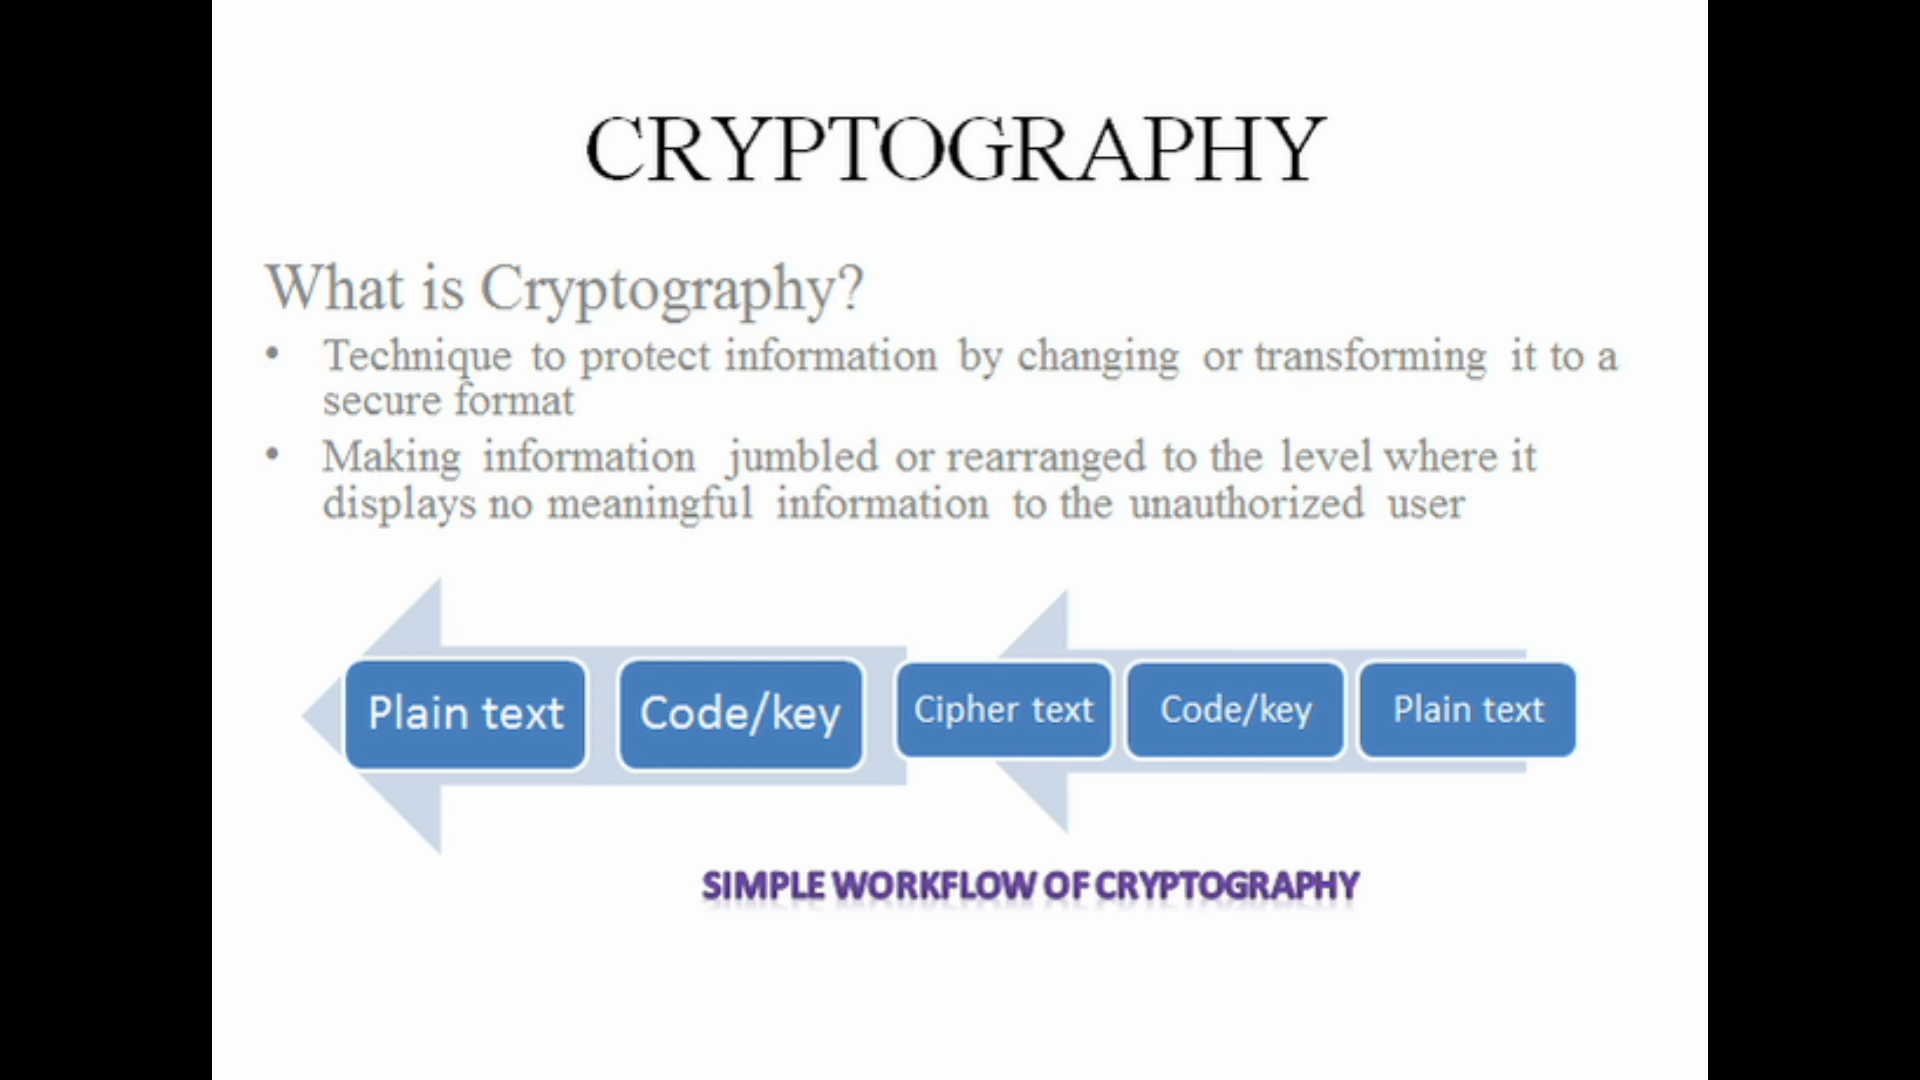 CRYPTOGRAPHY
What is Cryptography?
• Technique to protect information by changing or transforming it to a
secure format
• Making information jumbled or rearranged to the level where it
displays no meaningful information to the unauthorized user
Plain text Code/key Cipher text Code/key Plain text
SIMPLE WORKFLOW OF CRYPTOGRAPHY